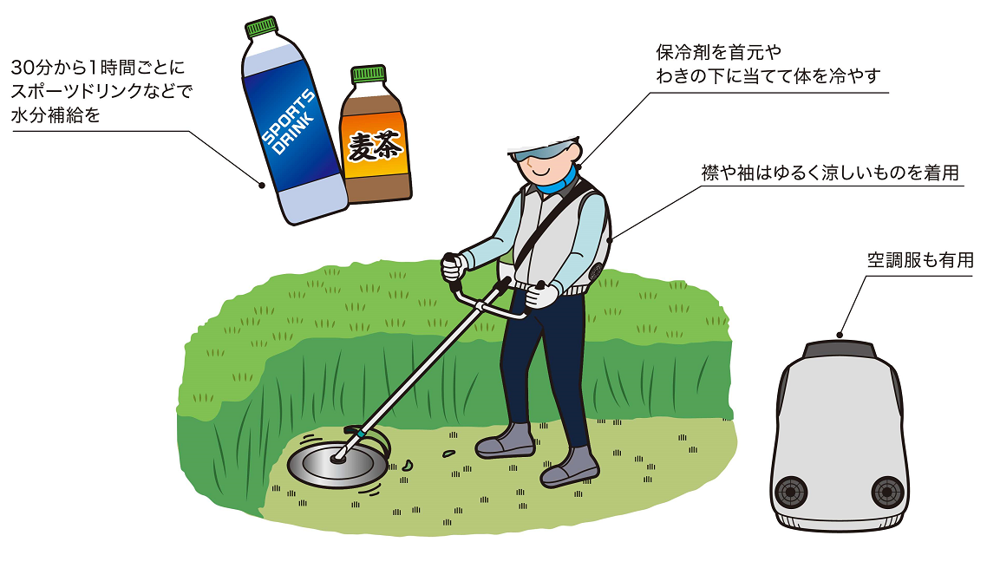 30分から1時間ごとに
スポーツドリンクなどで
水分補給を
SPORTS
DRINK
麦茶
保冷剤を首元や
わきの下に当てて体を冷やす
襟や袖はゆるく涼しいものを着用
空調服も有用